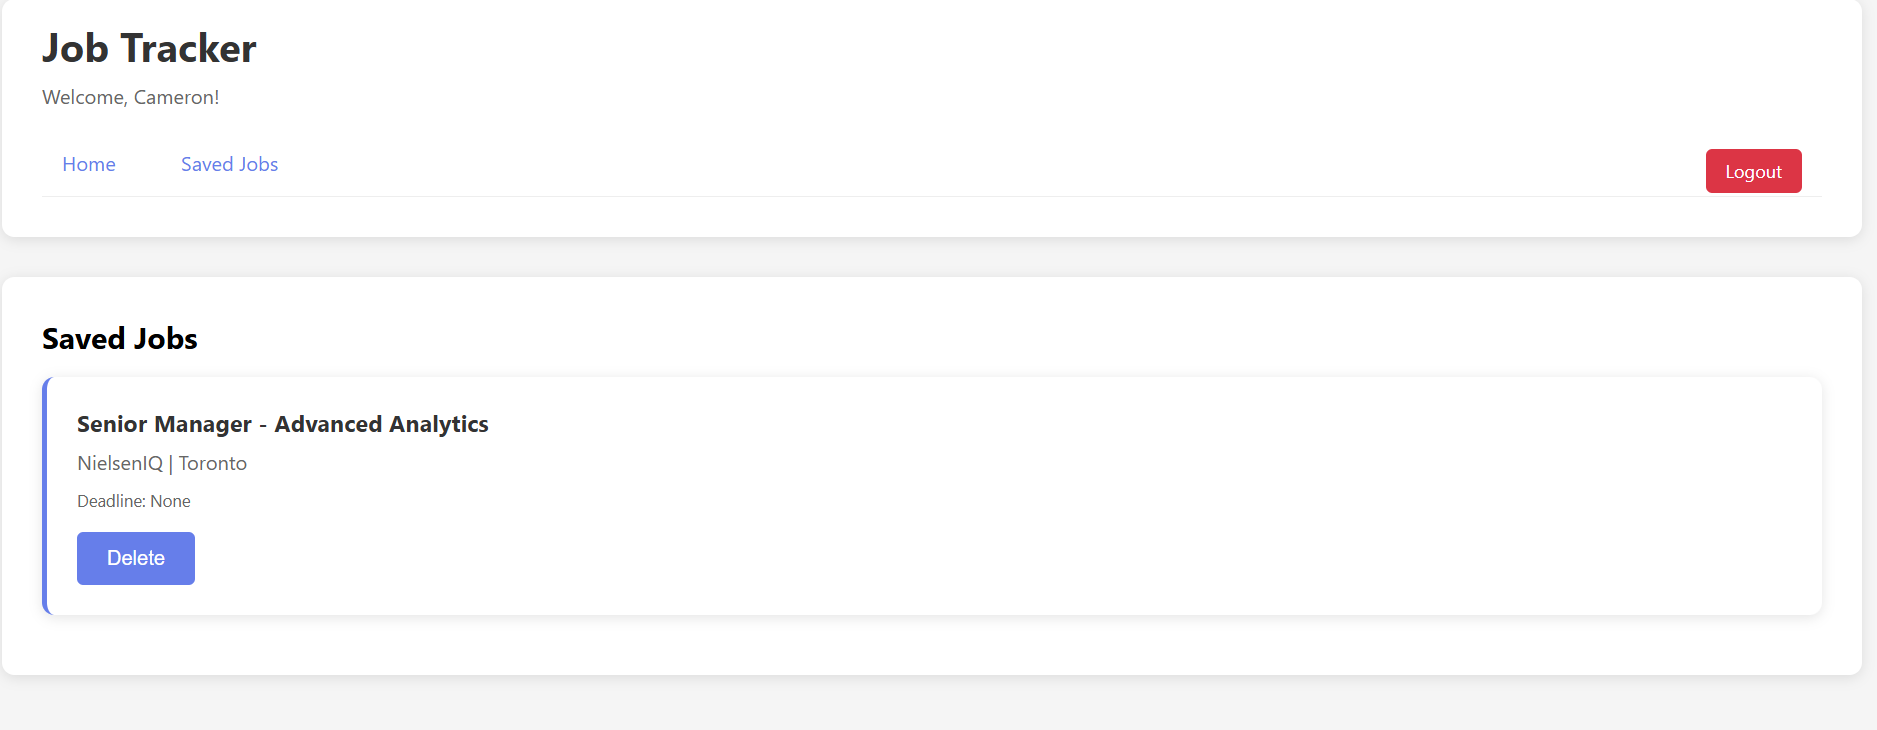 Job Tracker
Welcome, Cameron!
Home Saved Jobs Logout
Saved Jobs
Senior Manager - Advanced Analytics
NielsenIQ | Toronto
Deadline: None
Delete